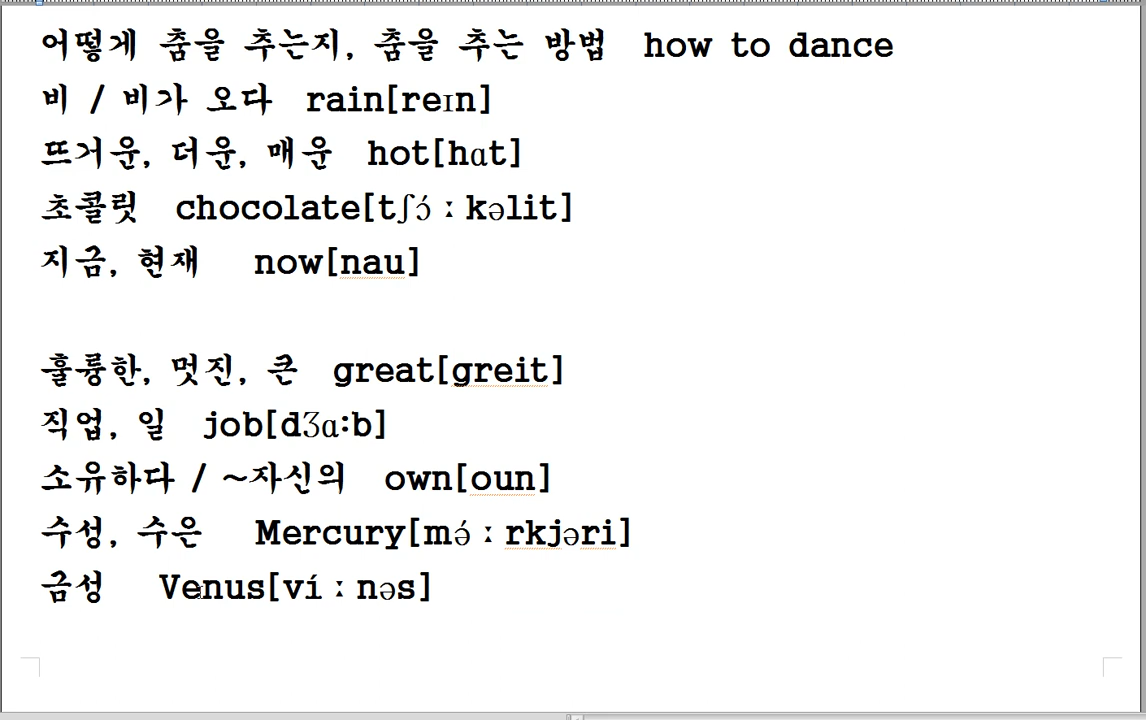 어떻게 춤을 추는지, 춤을 추는 방법 how to dance
비 / 비가 오다 rain[reɪn]
뜨거운, 더운, 매운 hot[hɑt]
초콜릿 chocolate[tʃɔ́ːkəlit]
지금, 현재 now[nau]
훌륭한, 멋진, 큰 great[greit]
직업, 일 job[dʒɑ:b]
소유하다 / ~자신의 own[oun]
수성, 수은 Mercury[mə́ːrkjəri]
금성 Venus[víːnəs]